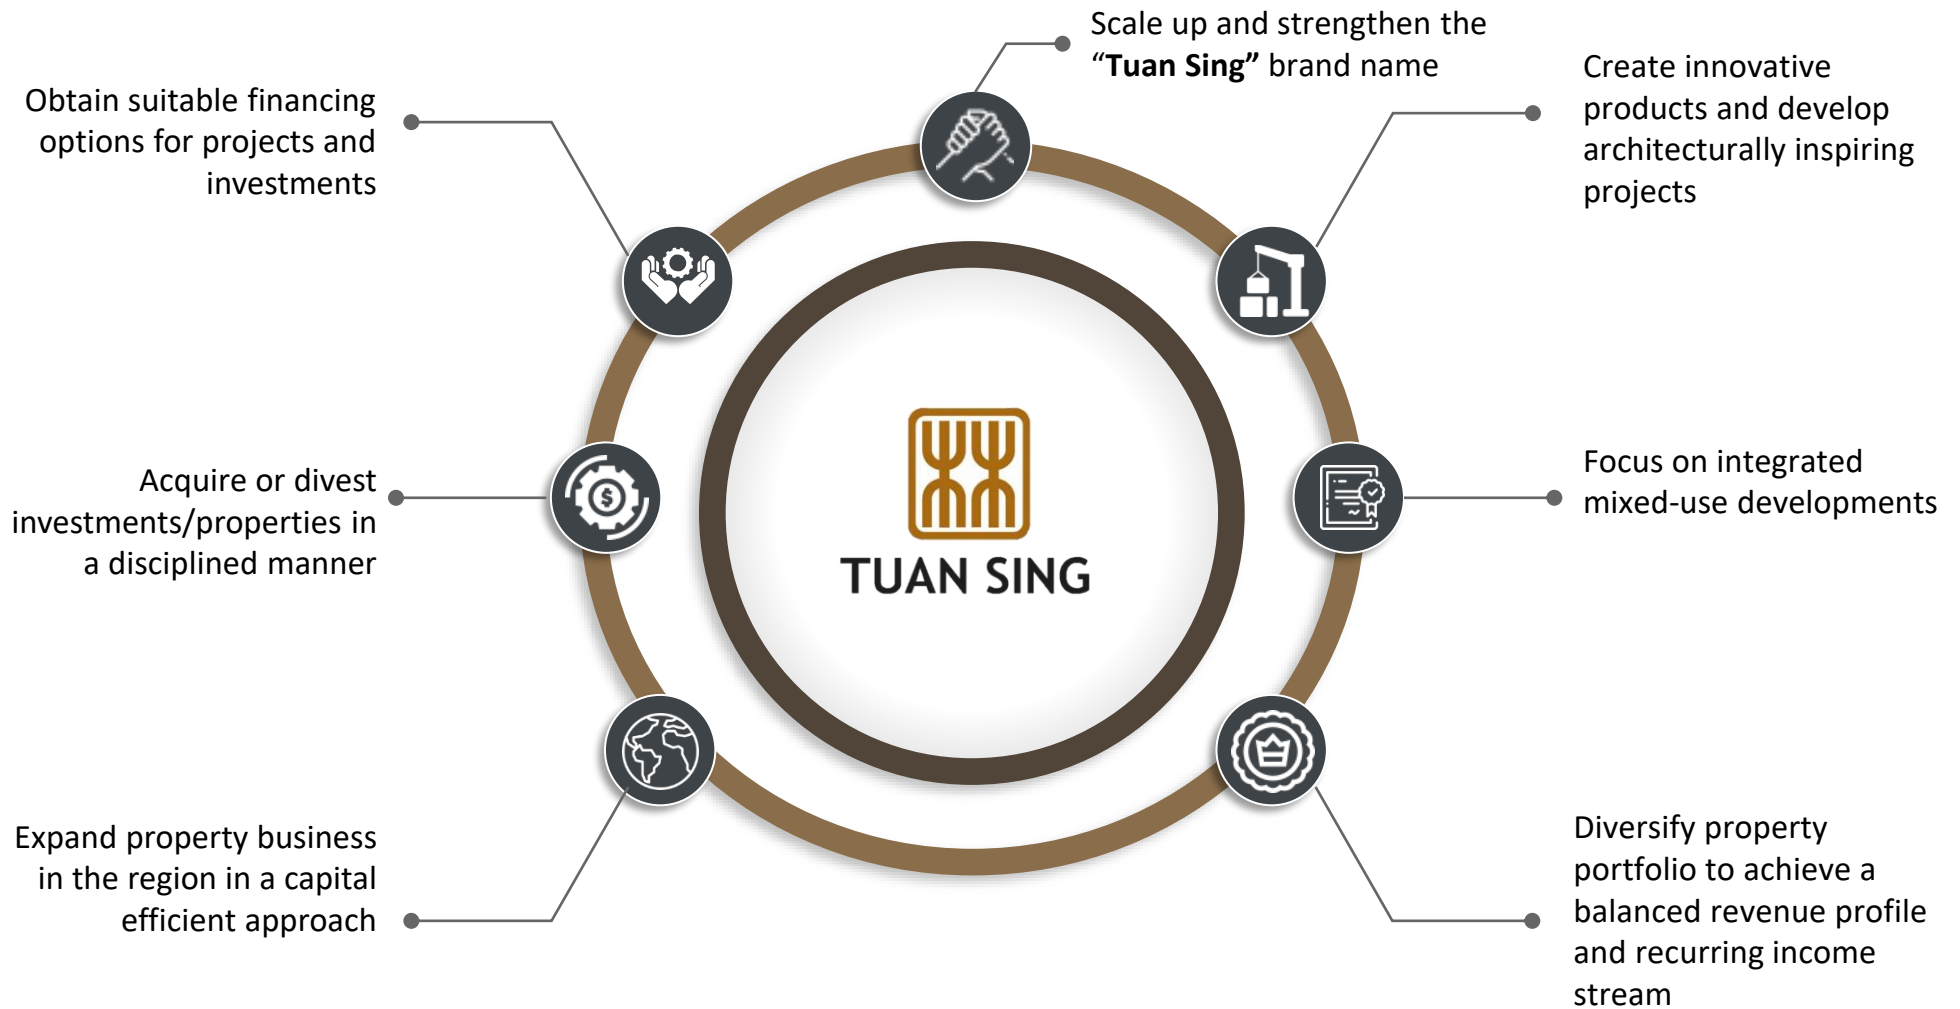 Scale up and strengthen the
“Tuan Sing” brand name
Create innovative
products and develop
architecturally inspiring
projects
Focus on integrated
mixed-use developments
Diversify property
portfolio to achieve a
balanced revenue profile
and recurring income
stream
Expand property business
in the region in a capital
efficient approach
Acquire or divest
investments/properties in
a disciplined manner
Obtain suitable financing
options for projects and
investments
$
TUAN SING